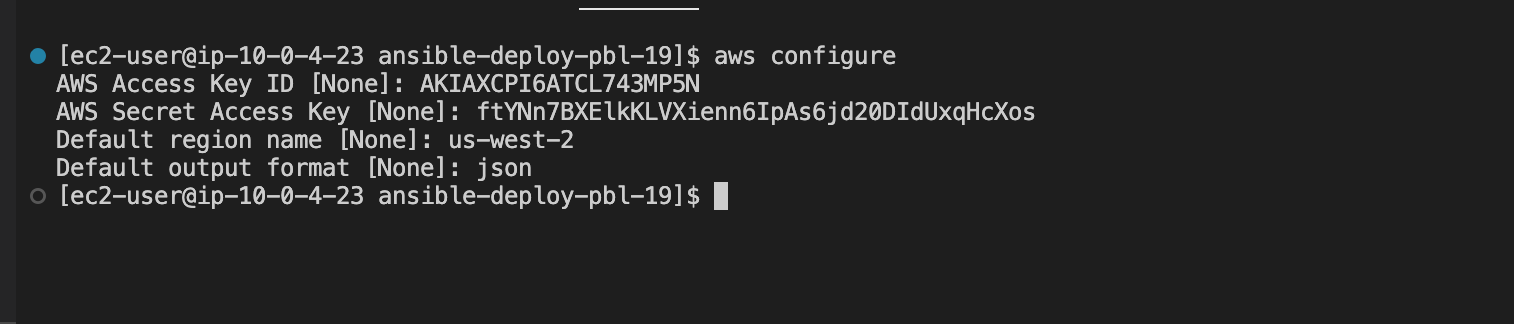 [ec2-user@ip-10-0-4-23 ansible-deploy-pbl-19]$ aws configure
AWS Access Key ID [None]: AKIAXCPI6ATCL743MP5N
AWS Secret Access Key [None]: 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
Default region name [None]: us-west-2
Default output format [None]: json
[ec2-user@ip-10-0-4-23 ansible-deploy-pbl-19]$